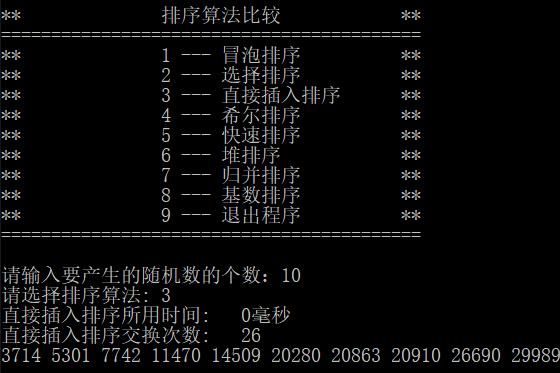 ** 排序算法比较 **
==========================================
** 1 --- 冒泡排序 **
** 2 --- 选择排序 **
** 3 --- 直接插入排序 **
** 4 --- 希尔排序 **
** 5 --- 快速排序 **
** 6 --- 堆排序 **
** 7 --- 归并排序 **
** 8 --- 基数排序 **
** 9 --- 退出程序 **
==========================================
请输入要产生的随机数的个数: 10
请选择排序算法: 3
直接插入排序所用时间: 0毫秒
直接插入排序交换次数: 26
3714 5301 7742 11470 14509 20280 20863 20910 26690 29989